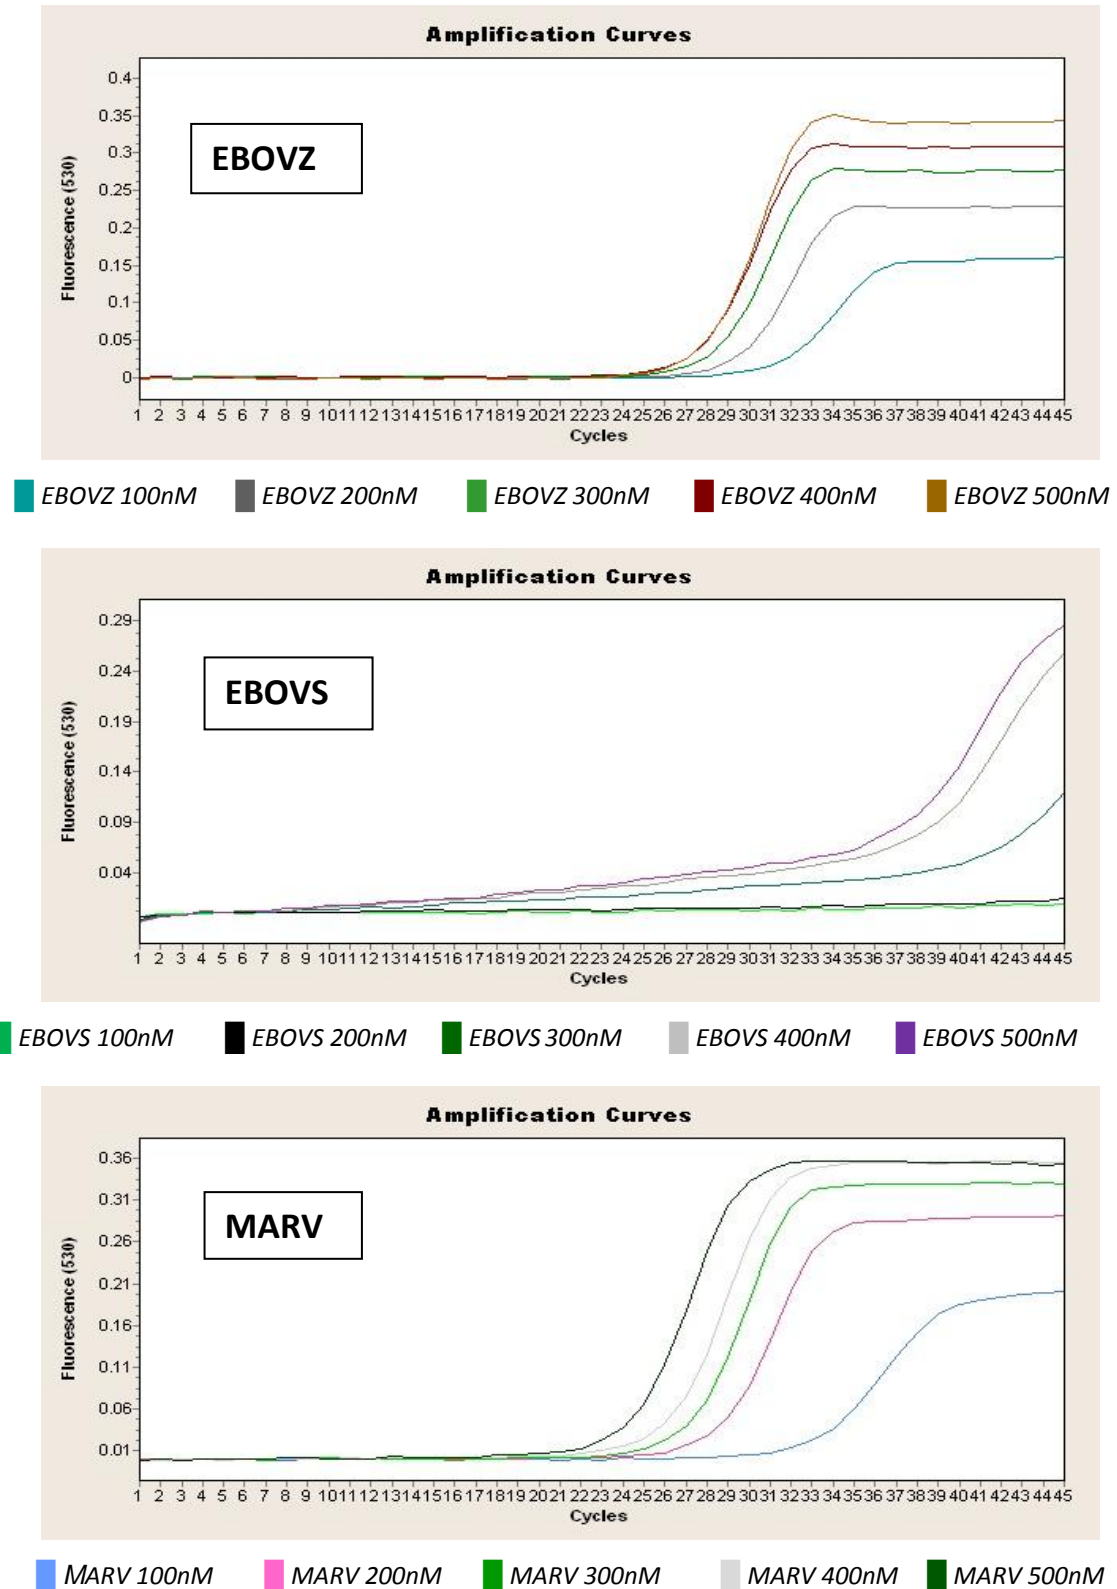 Amplification Curves
0.4
0.35
0.3
0.25
0.2
0.15
0.1
0.05
0
Fluorescence (530)
EBOVZ
1 2 3 4 5 6 7 8 9 10 11 12 13 14 15 16 17 18 19 20 21 22 23 24 25 26 27 28 29 30 31 32 33 34 35 36 37 38 39 40 41 42 43 44 45
Cycles
EBOVZ 100nM EBOVZ 200nM EBOVZ 300nM EBOVZ 400nM EBOVZ 500nM
Amplification Curves
0.29
0.24
0.19
0.14
0.09
0.04
Fluorescence (530)
EBOVS
1 2 3 4 5 6 7 8 9 10 11 12 13 14 15 16 17 18 19 20 21 22 23 24 25 26 27 28 29 30 31 32 33 34 35 36 37 38 39 40 41 42 43 44 45
Cycles
EBOVS 100nM EBOVS 200nM EBOVS 300nM EBOVS 400nM EBOVS 500nM
Amplification Curves
0.36
0.31
0.26
0.21
0.16
0.11
0.06
0.01
Fluorescence (530)
MARV
1 2 3 4 5 6 7 8 9 10 11 12 13 14 15 16 17 18 19 20 21 22 23 24 25 26 27 28 29 30 31 32 33 34 35 36 37 38 39 40 41 42 43 44 45
Cycles
MARV 100nM MARV 200nM MARV 300nM MARV 400nM MARV 500nM